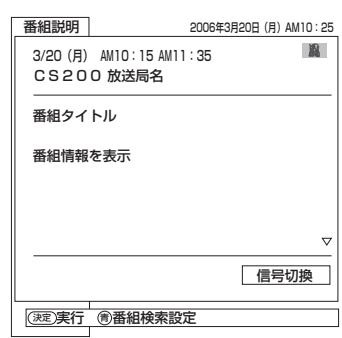 番組説明 2006年3月20日（月）AM10：25
3/20（月） AM10：15 AM11：35
ＣＳ２００ 放送局名
番組タイトル
番組情報を表示
▽
信号切換
決定 実行 青 番組検索設定